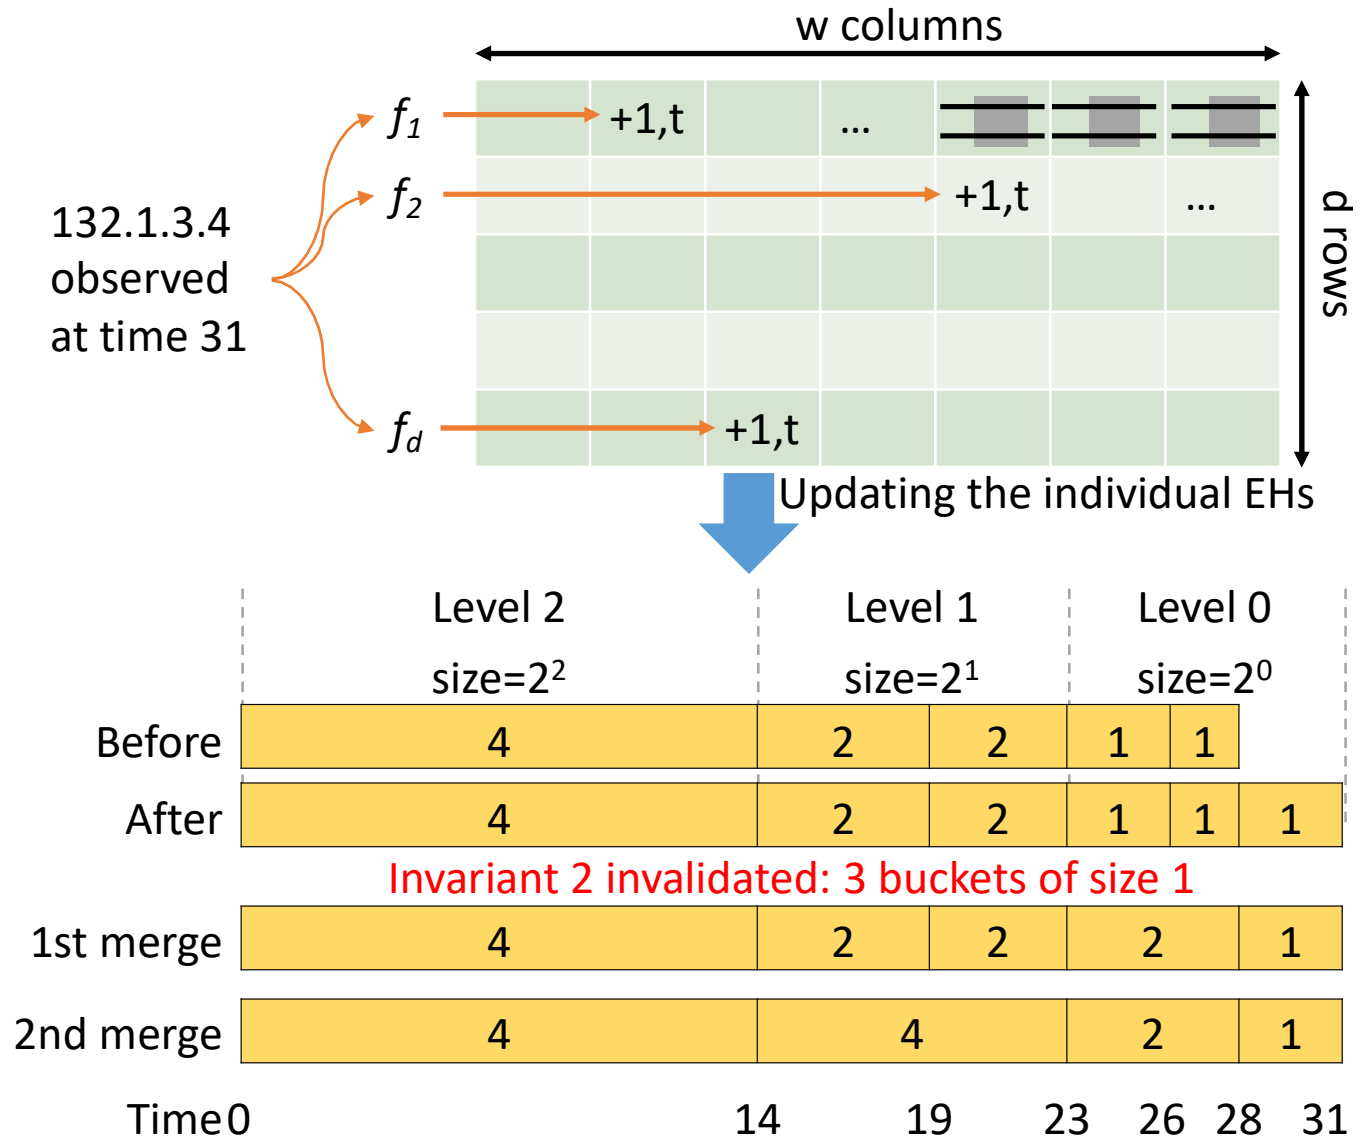 w columns
f1 +1,t ...
f2 +1,t ...
132.1.3.4
observed
at time 31
d rows
fd +1,t
Updating the individual EHs
Level 2 Level 1 Level 0
size=2² size=2¹ size=2⁰
Before 4 2 2 1 1
After 4 2 2 1 1 1
Invariant 2 invalidated: 3 buckets of size 1
1st merge 4 2 2 2 1
2nd merge 4 4 2 1
Time 0 14 19 23 26 28 31